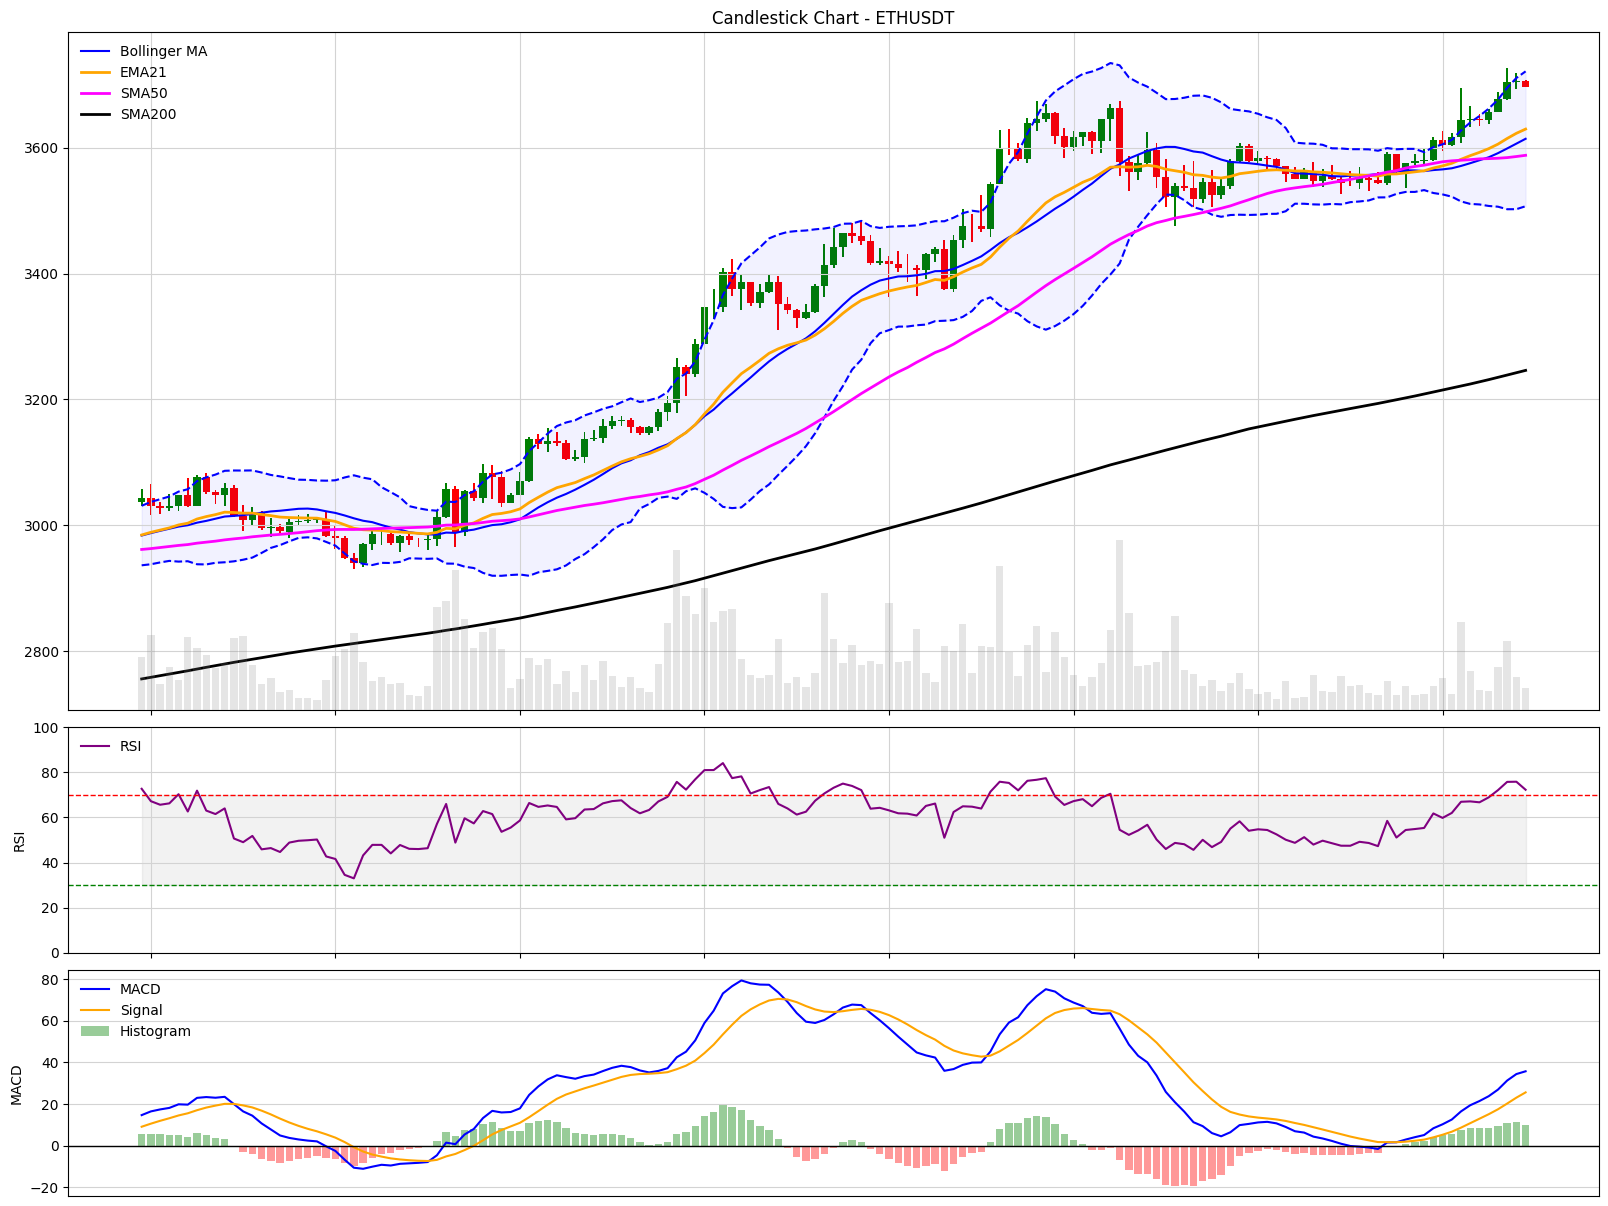 Candlestick Chart - ETHUSDT
Bollinger MA
EMA21
SMA50
SMA200
3600
3400
3200
3000
2800
100
80
60
40
20
0
RSI
RSI
80
60
40
20
0
−20
MACD
MACD
Signal
Histogram